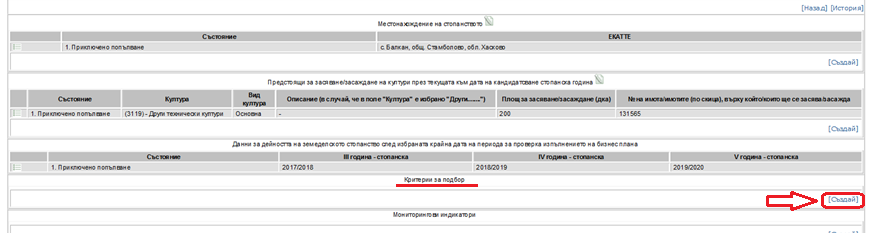 [Назад] [История]
Местонахождение на стопанството
Състояние ЕКАТТЕ
1. Приключено попълване с. Балкан, общ. Стамболово, обл. Хасково
[Създай]
Предстоящи за засяване/засаждане на култури през текущата към дата на кандидатстване стопанска година
Състояние Култура Вид култура Описание (в случай, че в поле "Култура" е избрано "Други.......") Площ за засяване/засаждане (дка) № на имота/имотите (по скица), върху който/които ще се засява/засажда
1. Приключено попълване (3119) - Други технически култури Основна - 200 131565
[Създай]
Данни за дейността на земеделското стопанство след избраната крайна дата на периода за проверка изпълнението на бизнес плана
Състояние III година - стопанска IV година - стопанска V година - стопанска
1. Приключено попълване 2017/2018 2018/2019 2019/2020
Критерии за подбор
[Създай]
Мониторингови индикатори